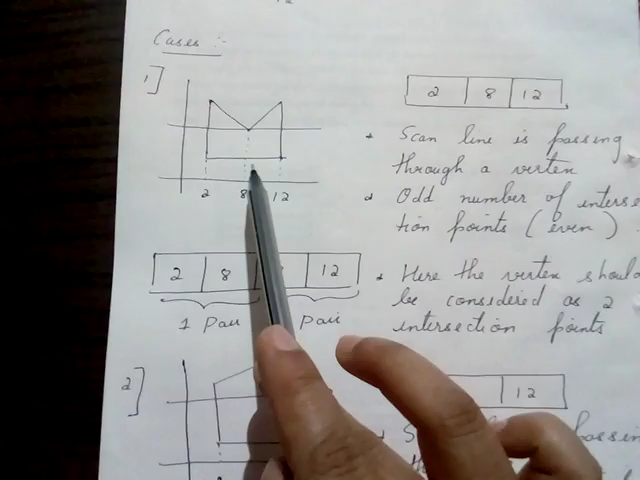 Cases :-
1]
2 8 12
2 8 12
• Scan line is passing
through a vertex
• Odd number of interse
tion points (even)
2 8 12
1 Pair Pair
• Here the vertex should
be considered as 2
intersection points
2]
12